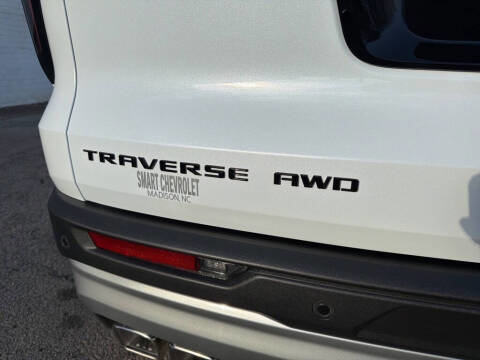 TRAVERSE AWD
SMART CHEVROLET
MADISON, NC